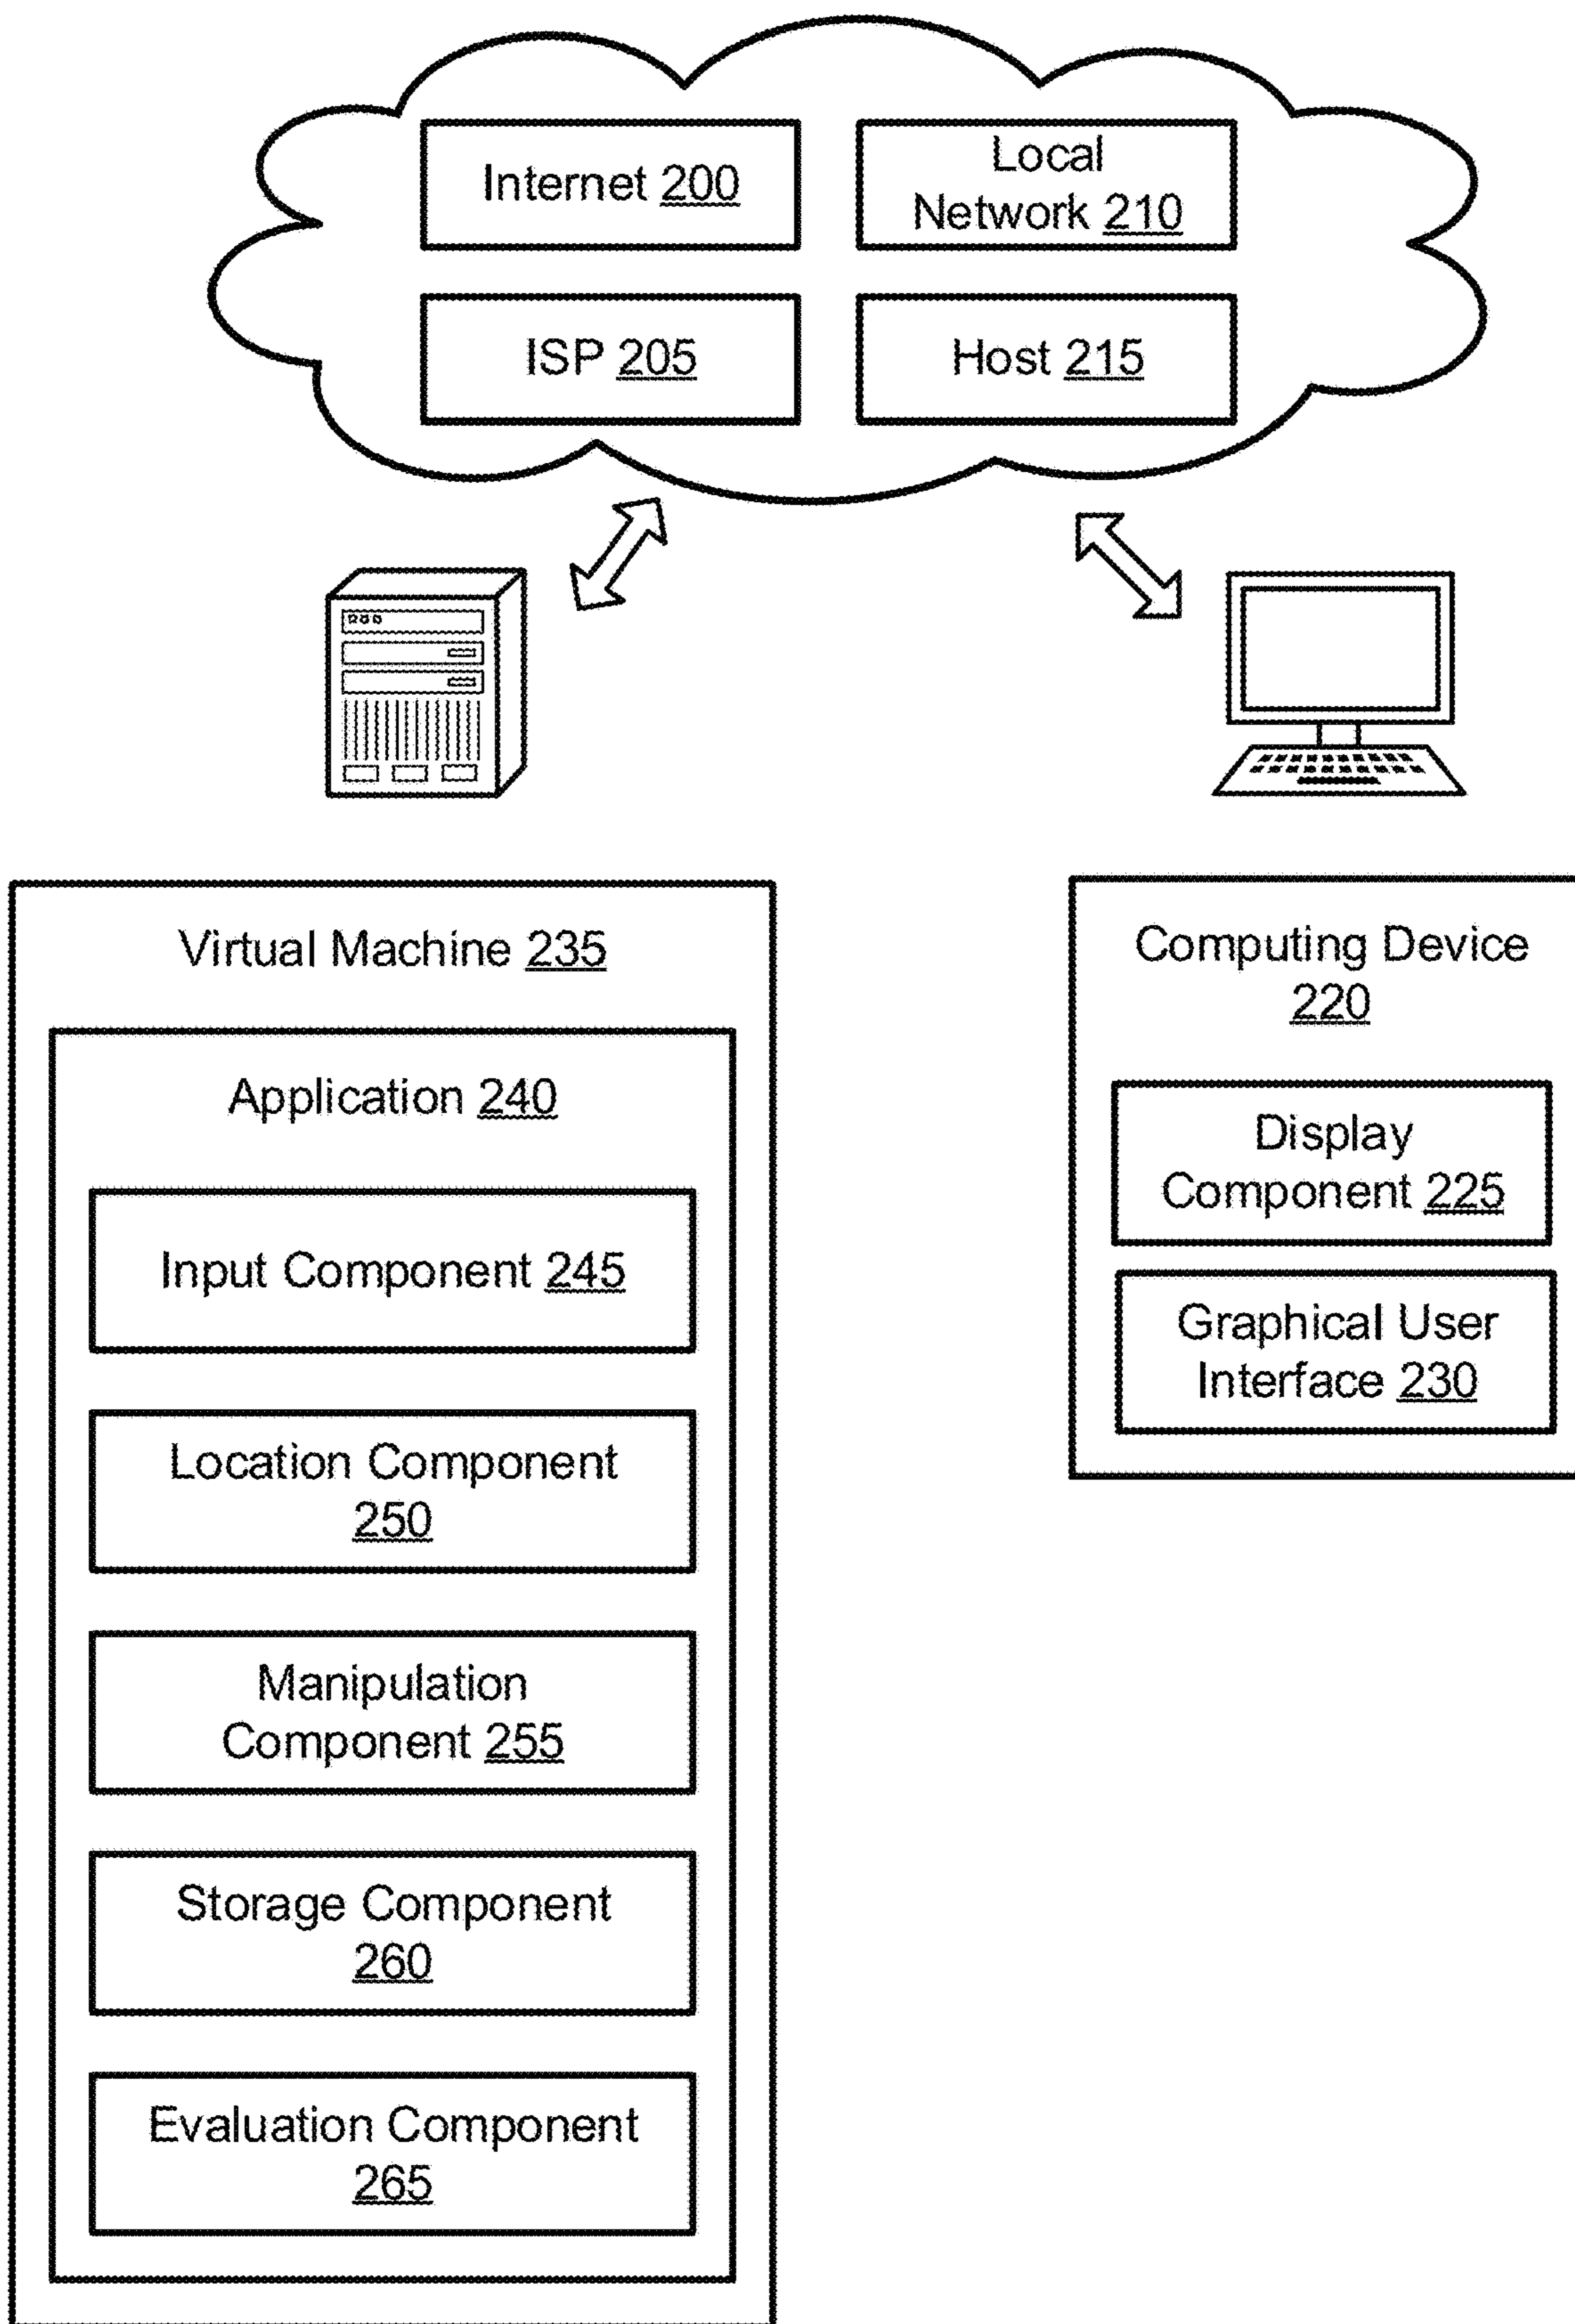 Internet 200
Local
Network 210
ISP 205
Host 215
Virtual Machine 235
Application 240
Input Component 245
Location Component
250
Manipulation
Component 255
Storage Component
260
Evaluation Component
265
Computing Device
220
Display
Component 225
Graphical User
Interface 230